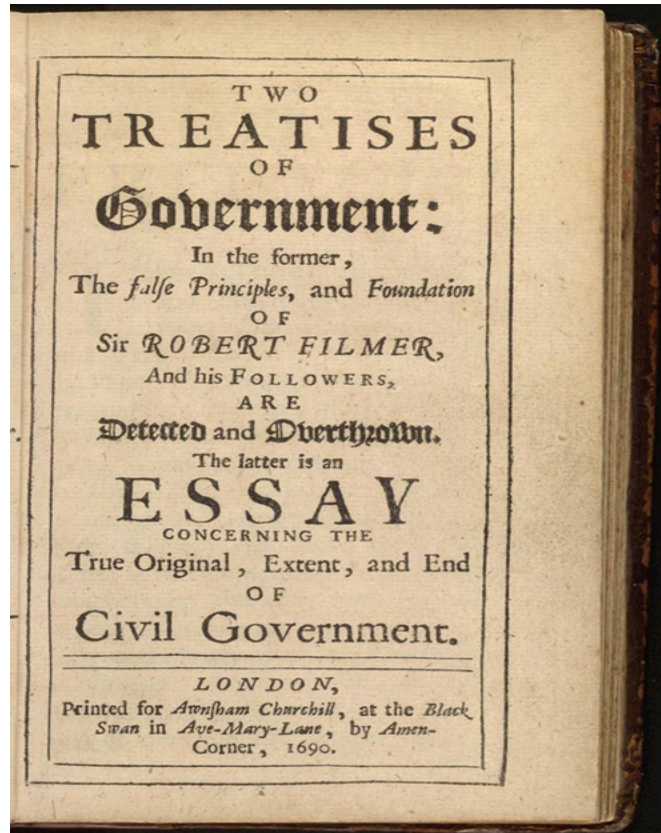 TWO
TREATISES
OF
Government:
In the former,
The falſe Principles, and Foundation
OF
Sir ROBERT FILMER,
And his FOLLOWERS,
ARE
Detected and Overthrown.
The latter is an
ESSAY
CONCERNING THE
True Original, Extent, and End
OF
Civil Government.
LONDON,
Printed for Awnſham Churchill, at the Black
Swan in Ave-Mary-Lane, by Amen-
Corner, 1690.